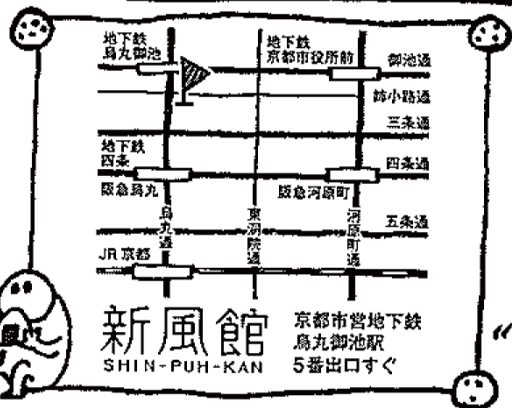 地下鉄
烏丸御池
地下鉄
京都市役所前
御池通
姉小路通
三条通
地下鉄
四条
四条通
阪急烏丸
阪急河原町
烏丸通
東洞院通
河原町通
五条通
JR京都
新風館
SHIN-PUH-KAN
京都市営地下鉄
烏丸御池駅
5番出口すぐ